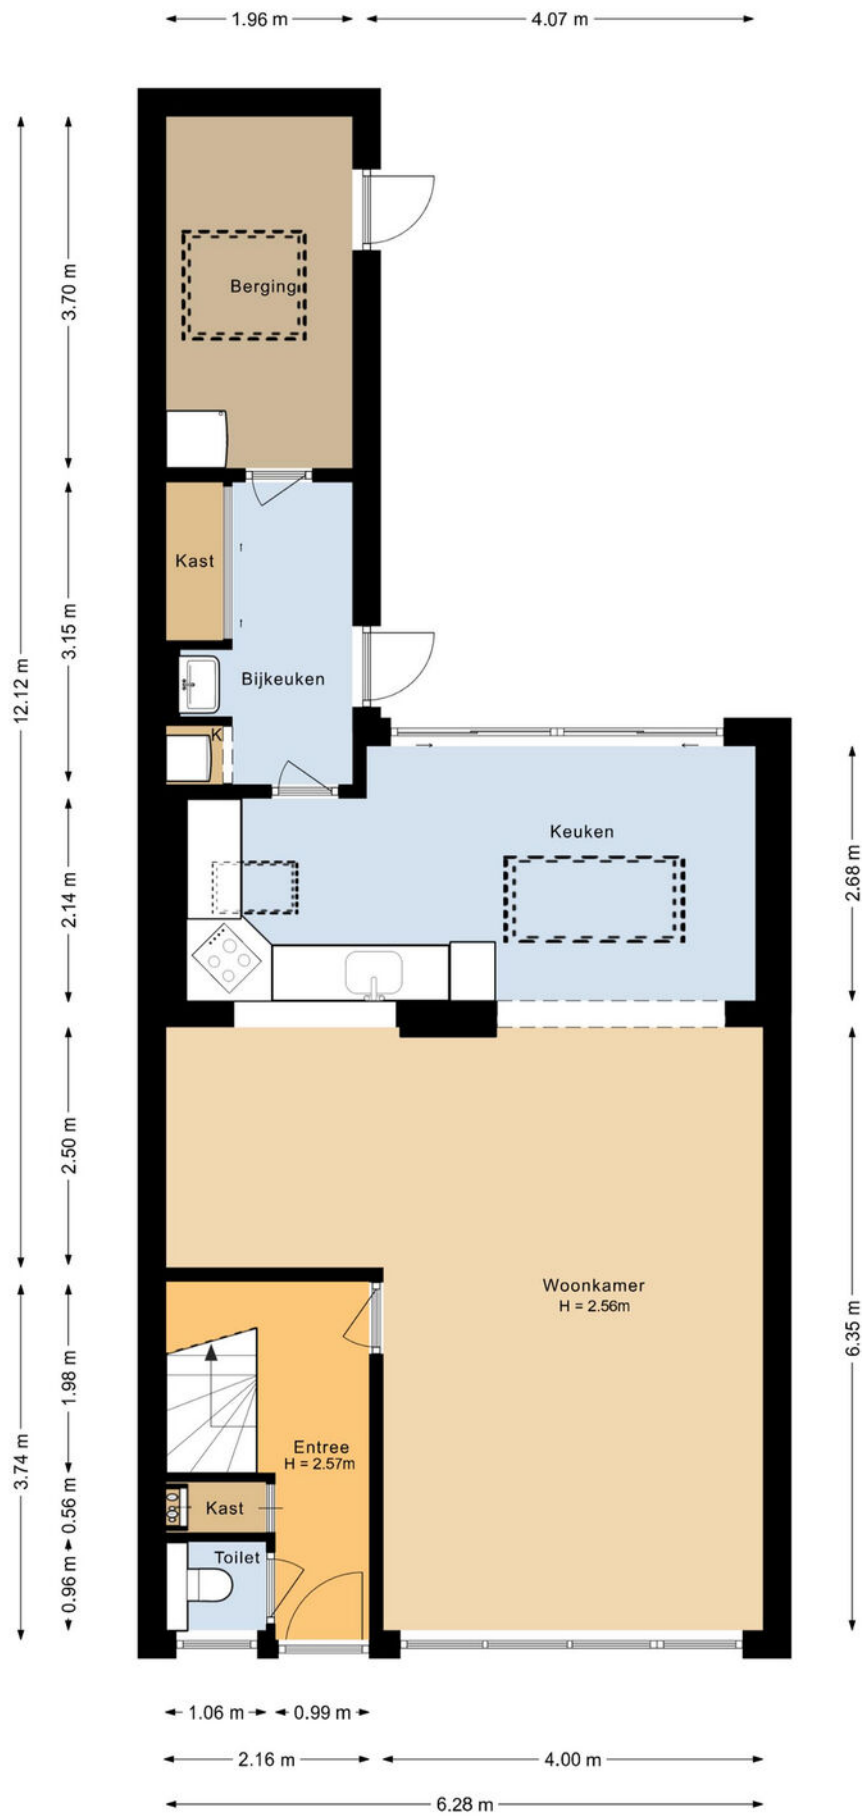 1.96 m
4.07 m
12.12 m
3.70 m
Berging
Kast
3.15 m
Bijkeuken
K
Keuken
2.14 m
2.68 m
2.50 m
Woonkamer
H = 2.56m
6.35 m
3.74 m
1.98 m
Entree
H = 2.57m
0.56 m
Kast
0.96 m
Toilet
1.06 m
0.99 m
2.16 m
4.00 m
6.28 m